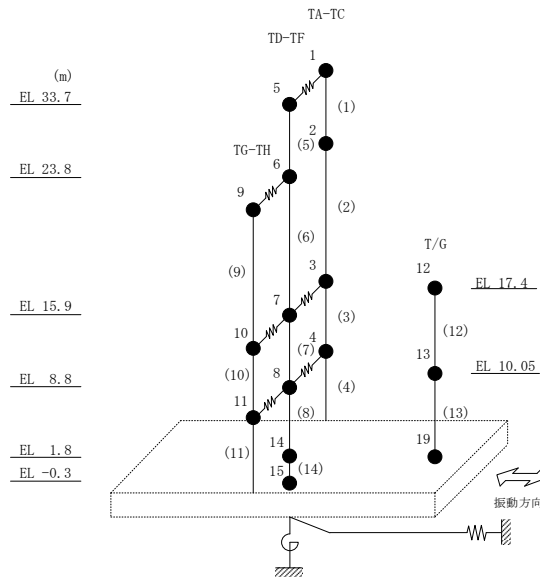 TA-TC
TD-TF
1
(m)
5
EL 33.7
(1)
2
(5)
TG-TH
6
EL 23.8
9
(2)
(6)
T/G
(9)
3
12
EL 17.4
7
EL 15.9
(3)
(12)
10
4
(7)
13
EL 10.05
(10)
8
EL 8.8
(4)
11
(8)
(13)
14
19
(11)
EL 1.8
15
(14)
EL -0.3
振動方向